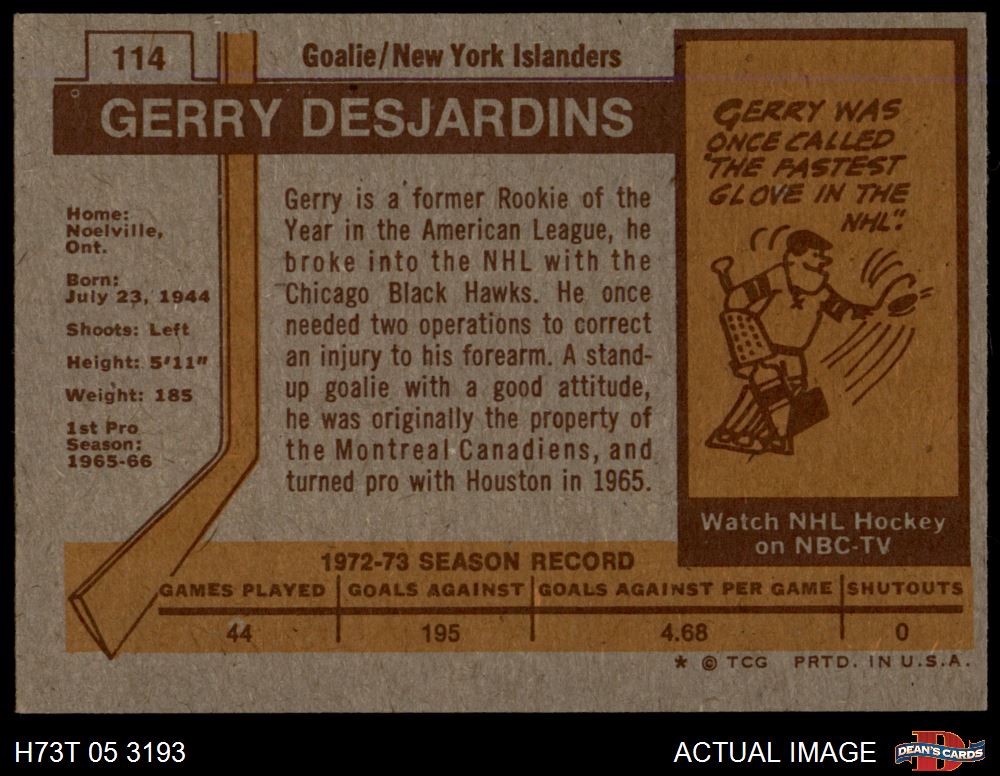 114
Goalie/New York Islanders
GERRY DESJARDINS
Home:
Noelville,
Ont.
Born:
July 23, 1944
Shoots: Left
Height: 5'11"
Weight: 185
1st Pro
Season:
1965-66
Gerry is a former Rookie of the
Year in the American League, he
broke into the NHL with the
Chicago Black Hawks. He once
needed two operations to correct
an injury to his forearm. A stand-
up goalie with a good attitude,
he was originally the property of
the Montreal Canadiens, and
turned pro with Houston in 1965.
GERRY WAS
ONCE CALLED
"THE FASTEST
GLOVE IN THE
NHL".
Watch NHL Hockey
on NBC-TV
1972-73 SEASON RECORD
GAMES PLAYED GOALS AGAINST GOALS AGAINST PER GAME SHUTOUTS
44 195 4.68 0
* © TCG PRTD. IN U.S.A.
H73T 05 3193
ACTUAL IMAGE
D
DEAN'S CARDS